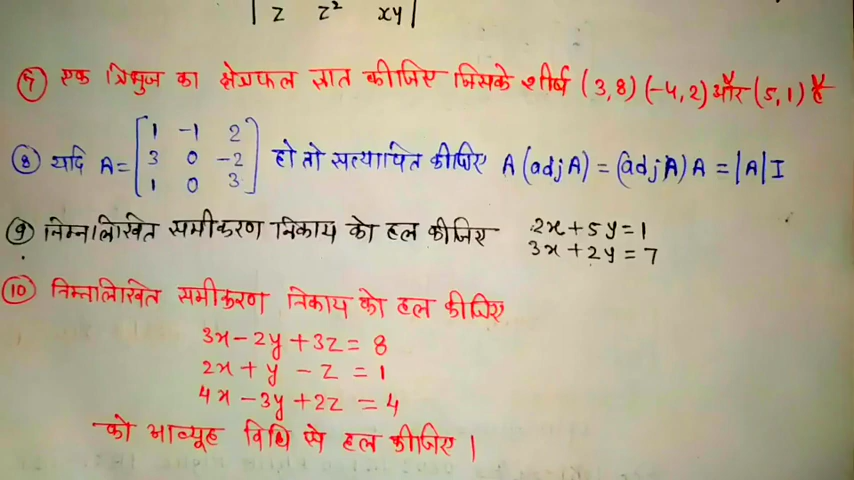 | z z² xy |
⑦ एक त्रिभुज का क्षेत्रफल ज्ञात कीजिए जिसके शीर्ष (3,8) (-4,2) और (5,1) है
⑧ यदि A = [1 -1 2
3 0 -2
1 0 3] हो तो सत्यापित कीजिए A (adj A) = (adj A) A = |A| I
⑨ निम्नलिखित समीकरण निकाय को हल कीजिए 2x + 5y = 1
3x + 2y = 7
⑩ निम्नलिखित समीकरण निकाय को हल कीजिए
3x - 2y + 3z = 8
2x + y - z = 1
4x - 3y + 2z = 4
को आव्यूह विधि से हल कीजिए ।